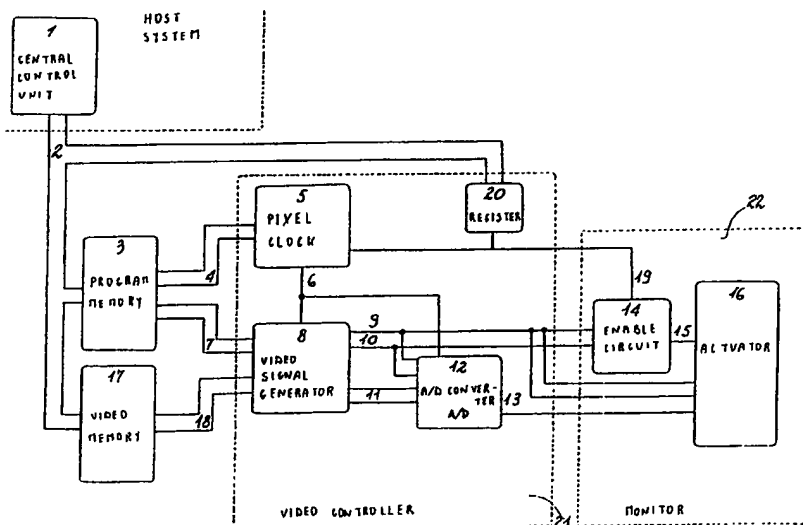 HOST
SYSTEM
1
CENTRAL
CONTROL
UNIT
2
20
REGISTER
22
5
PIXEL
CLOCK
3
PROGRAM
MEMORY
4
6
19
16
ACTUATOR
14
ENABLE
CIRCUIT
15
7
8
VIDEO
SIGNAL
GENERATOR
9
10
11
12
A/D CONVER-
TER
A/D
13
17
VIDEO
MEMORY
18
VIDEO CONTROLLER
21
MONITOR